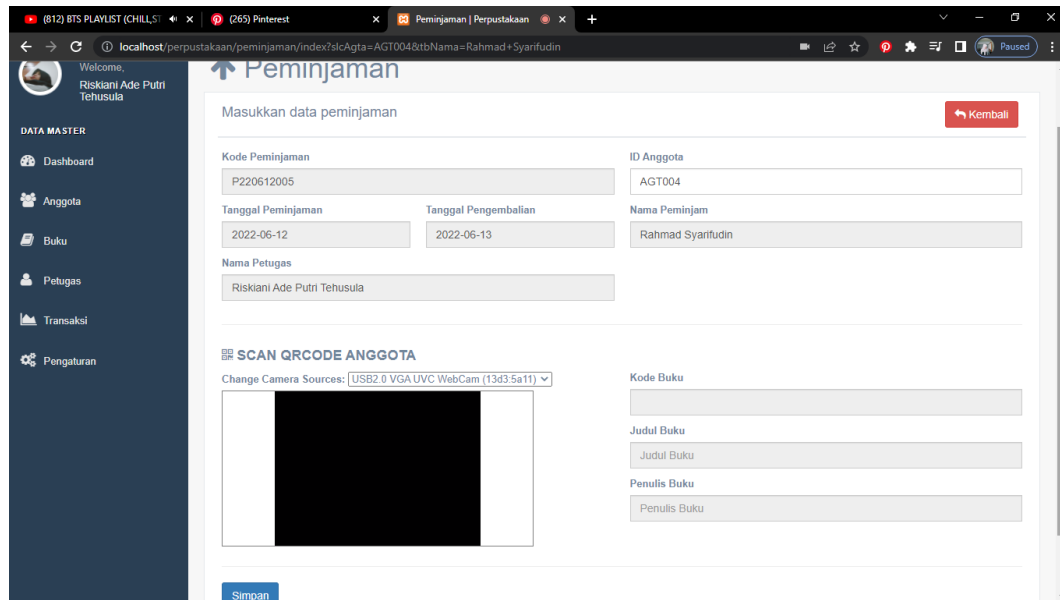 (812) BTS PLAYLIST (CHILL,ST
(265) Pinterest
Peminjaman | Perpustakaan
localhost/perpustakaan/peminjaman/index?slcAgta=AGT004&tbNama=Rahmad+Syarifudin
Paused
Welcome,
Riskiani Ade Putri
Tehusula
DATA MASTER
Dashboard
Anggota
Buku
Petugas
Transaksi
Pengaturan
Peminjaman
Masukkan data peminjaman
Kembali
Kode Peminjaman
P220612005
ID Anggota
AGT004
Tanggal Peminjaman
2022-06-12
Tanggal Pengembalian
2022-06-13
Nama Peminjam
Rahmad Syarifudin
Nama Petugas
Riskiani Ade Putri Tehusula
SCAN QRCODE ANGGOTA
Change Camera Sources: USB2.0 VGA UVC WebCam (13d3:5a11)
Kode Buku
Judul Buku
Judul Buku
Penulis Buku
Penulis Buku
Simpan